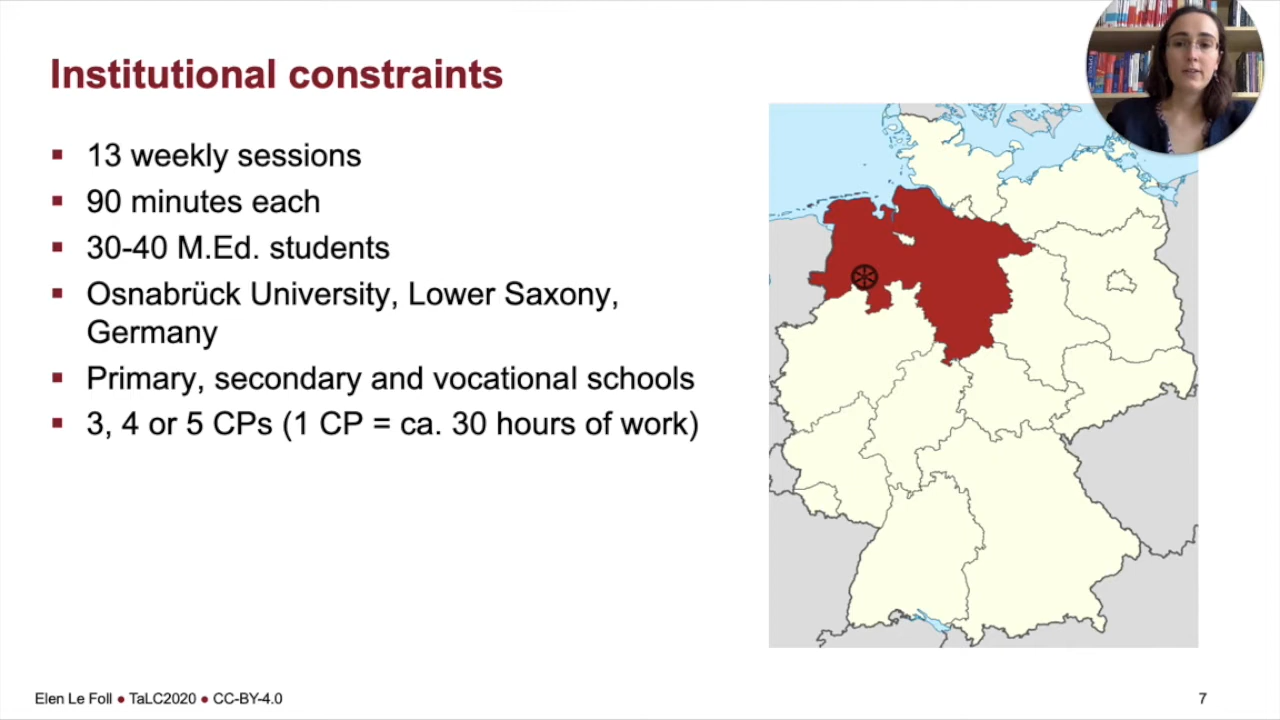 Institutional constraints
▪ 13 weekly sessions
▪ 90 minutes each
▪ 30-40 M.Ed. students
▪ Osnabrück University, Lower Saxony,
Germany
▪ Primary, secondary and vocational schools
▪ 3, 4 or 5 CPs (1 CP = ca. 30 hours of work)
Elen Le Foll ● TaLC2020 ● CC-BY-4.0
7